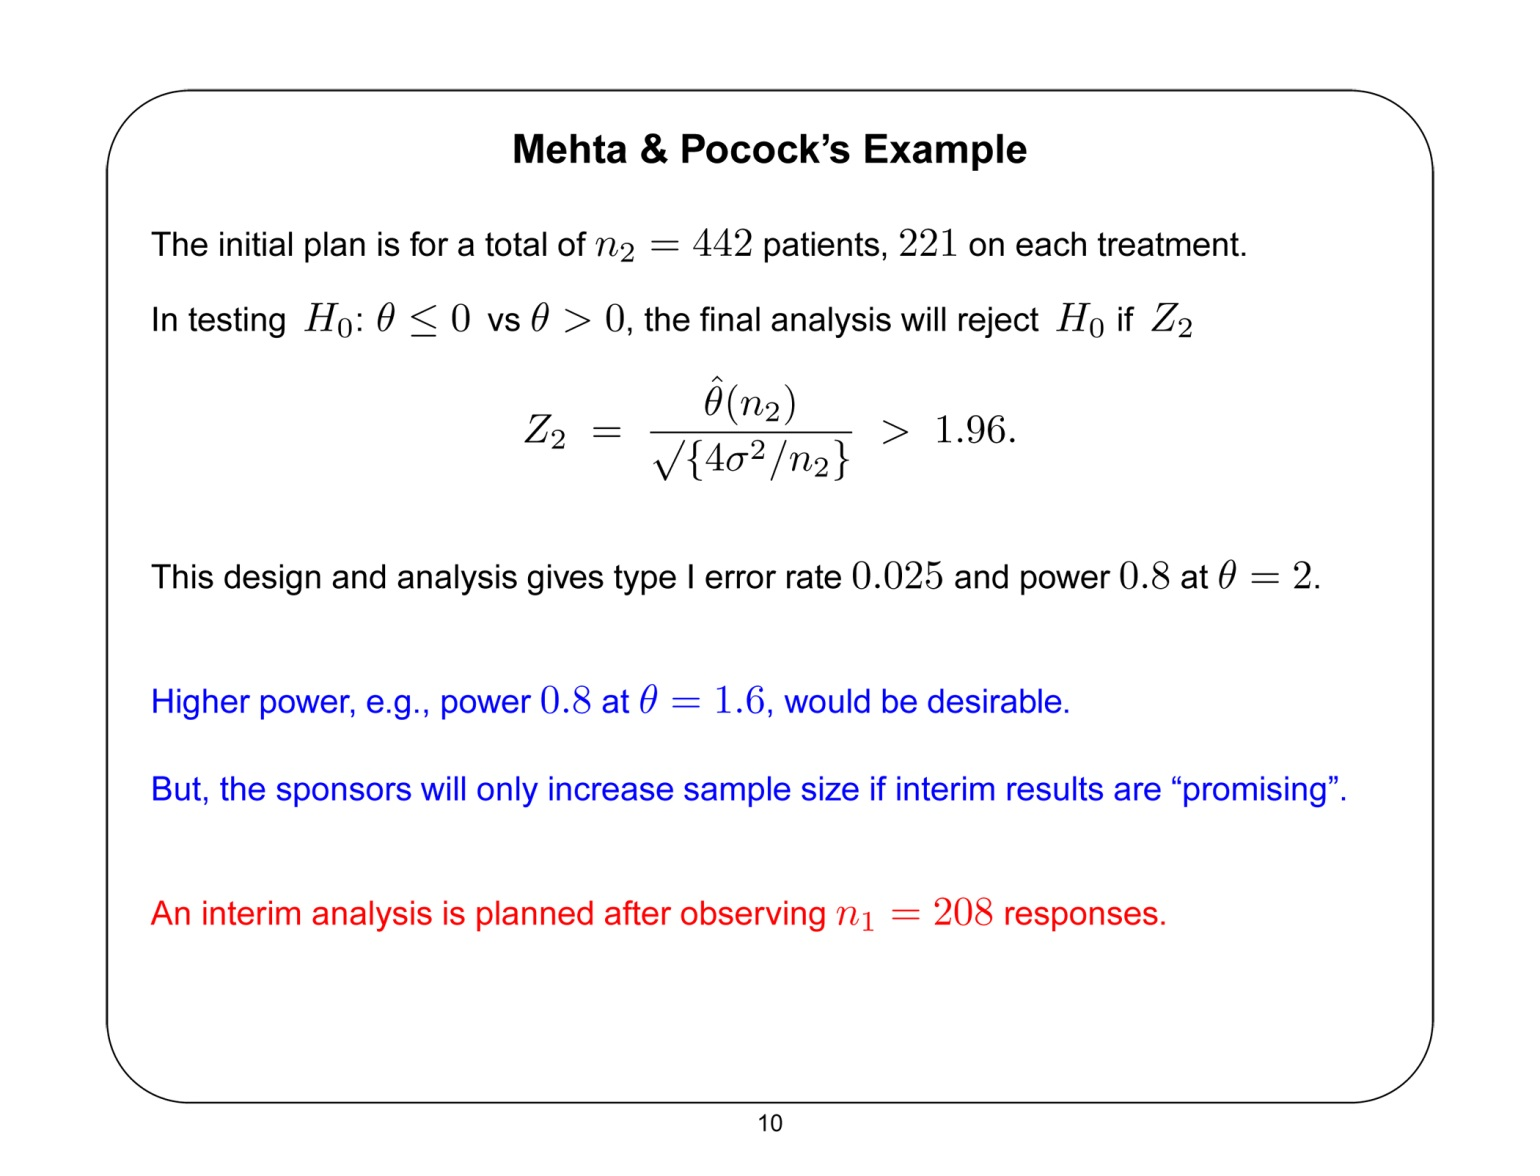 Mehta & Pocock’s Example
The initial plan is for a total of n₂ = 442 patients, 221 on each treatment.
In testing H₀: θ ≤ 0 vs θ > 0, the final analysis will reject H₀ if Z₂
Z₂ = θ̂(n₂) / √{4σ²/n₂} > 1.96.
This design and analysis gives type I error rate 0.025 and power 0.8 at θ = 2.
Higher power, e.g., power 0.8 at θ = 1.6, would be desirable.
But, the sponsors will only increase sample size if interim results are “promising”.
An interim analysis is planned after observing n₁ = 208 responses.
10